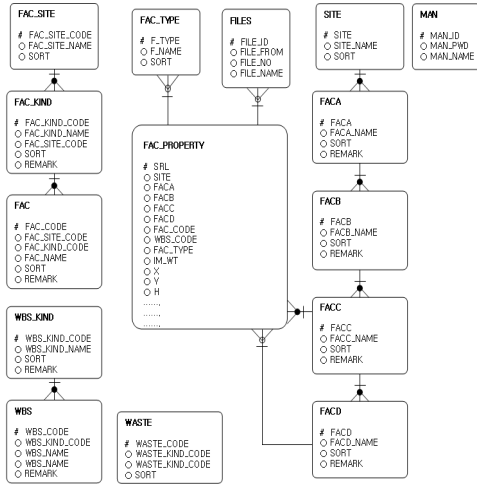 FAC_SITE
# FAC_SITE_CODE
○ FAC_SITE_NAME
○ SORT
FAC_KIND
# FAC_KIND_CODE
○ FAC_KIND_NAME
○ FAC_SITE_CODE
○ SORT
○ REMARK
FAC
# FAC_CODE
○ FAC_SITE_CODE
○ FAC_KIND_CODE
○ FAC_NAME
○ SORT
○ REMARK
WBS_KIND
# WBS_KIND_CODE
○ WBS_KIND_NAME
○ SORT
○ REMARK
WBS
# WBS_CODE
○ WBS_KIND_CODE
○ WBS_NAME
○ WBS_NAME
○ REMARK
FAC_TYPE
# F_TYPE
○ F_NAME
○ SORT
FILES
# FILE_ID
○ FILE_FROM
○ FILE_NO
○ FILE_NAME
FAC_PROPERTY
# SRL
○ SITE
○ FACA
○ FACB
○ FACC
○ FACD
○ FAC_CODE
○ WBS_CODE
○ FAC_TYPE
○ IM_WT
○ X
○ Y
○ H
......,
......,
......,
WASTE
# WASTE_CODE
○ WASTE_KIND_CODE
○ WASTE_KIND_CODE
○ SORT
SITE
# SITE
○ SITE_NAME
○ SORT
FACA
# FACA
○ FACA_NAME
○ SORT
○ REMARK
FACB
# FACB
○ FACB_NAME
○ SORT
○ REMARK
FACC
# FACC
○ FACC_NAME
○ SORT
○ REMARK
FACD
# FACD
○ FACD_NAME
○ SORT
○ REMARK
MAN
# MAN_ID
○ MAN_PWD
○ MAN_NAME